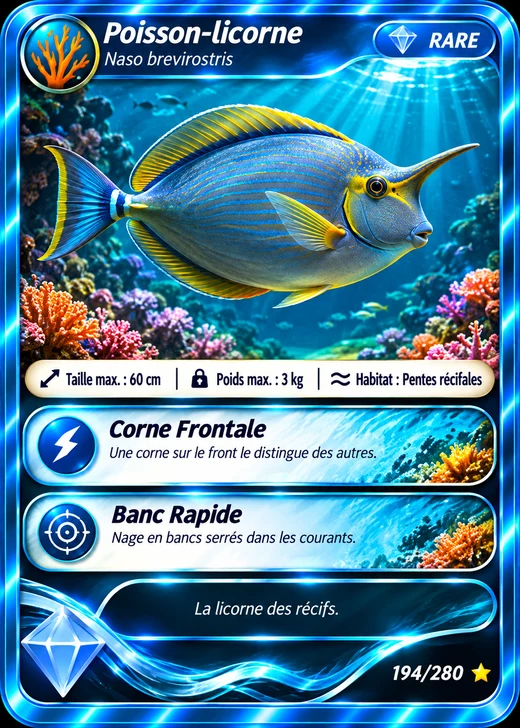 Poisson-licorne
RARE
Naso brevirostris
Taille max. : 60 cm
Poids max. : 3 kg
Habitat : Pentes récifales
Corne Frontale
Une corne sur le front le distingue des autres.
Banc Rapide
Nage en bancs serrés dans les courants.
La licorne des récifs.
194/280